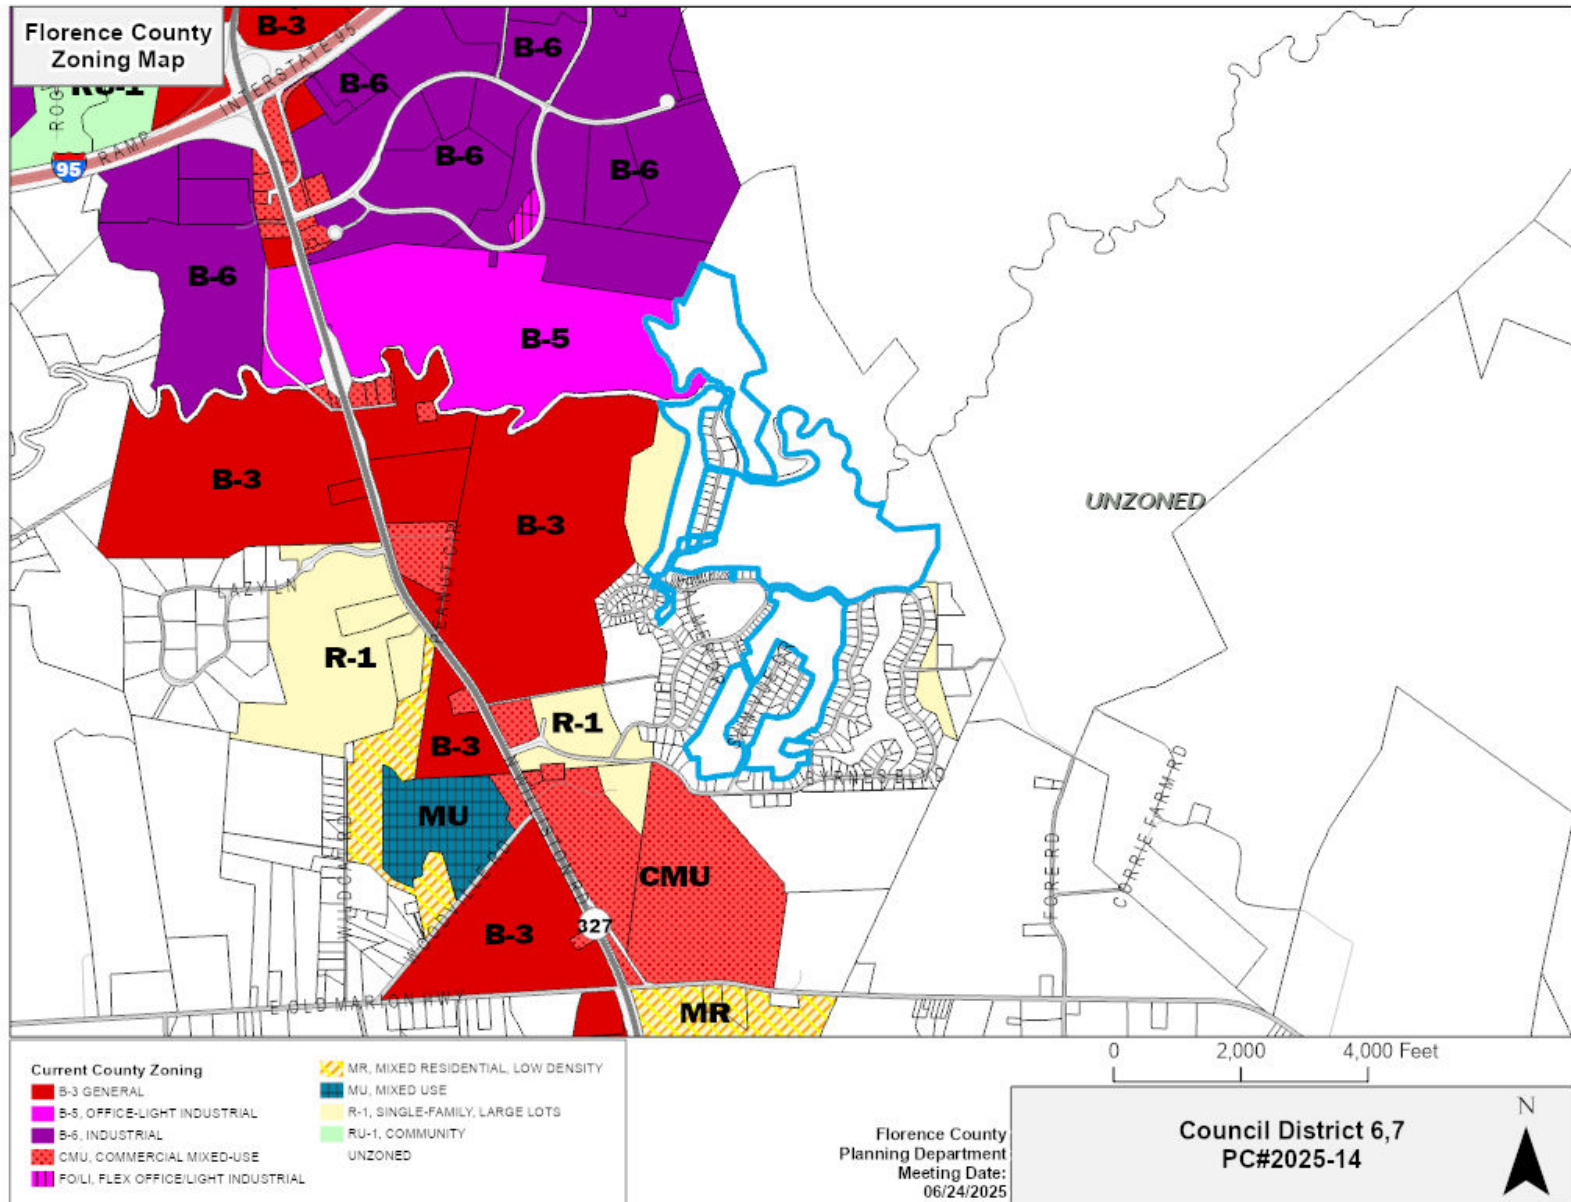 Florence County
Zoning Map
B-3
B-6
B-6
RU-1
INTERSTATE 95
RAMP
95
B-6
B-6
B-6
B-5
B-3
B-3
UNZONED
LAZY LN
R-1
R-1
B-3
BYRNES BLVD
MU
CMU
FORE RD
CORRIE FARM RD
B-3
327
E OLD MARION HWY
MR
0 2,000 4,000 Feet
Current County Zoning
B-3 GENERAL
B-5, OFFICE-LIGHT INDUSTRIAL
B-6, INDUSTRIAL
CMU, COMMERCIAL MIXED-USE
FO/LI, FLEX OFFICE/LIGHT INDUSTRIAL
MR, MIXED RESIDENTIAL, LOW DENSITY
MU, MIXED USE
R-1, SINGLE-FAMILY, LARGE LOTS
RU-1, COMMUNITY
UNZONED
Florence County
Planning Department
Meeting Date:
06/24/2025
Council District 6,7
PC#2025-14
N